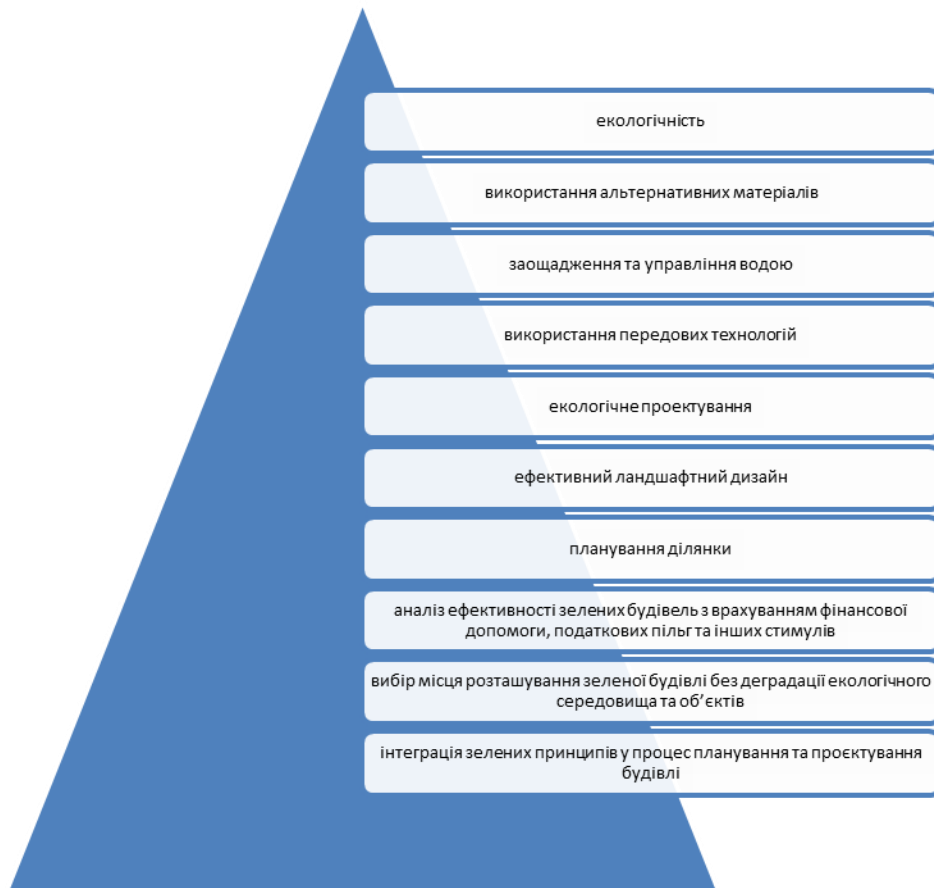 екологічність
використання альтернативних матеріалів
заощадження та управління водою
використання передових технологій
екологічне проектування
ефективний ландшафтний дизайн
планування ділянки
аналіз ефективності зелених будівель з врахуванням фінансової
допомоги, податкових пільг та інших стимулів
вибір місця розташування зеленої будівлі без деградації екологічного
середовища та об’єктів
інтеграція зелених принципів у процес планування та проєктування
будівлі